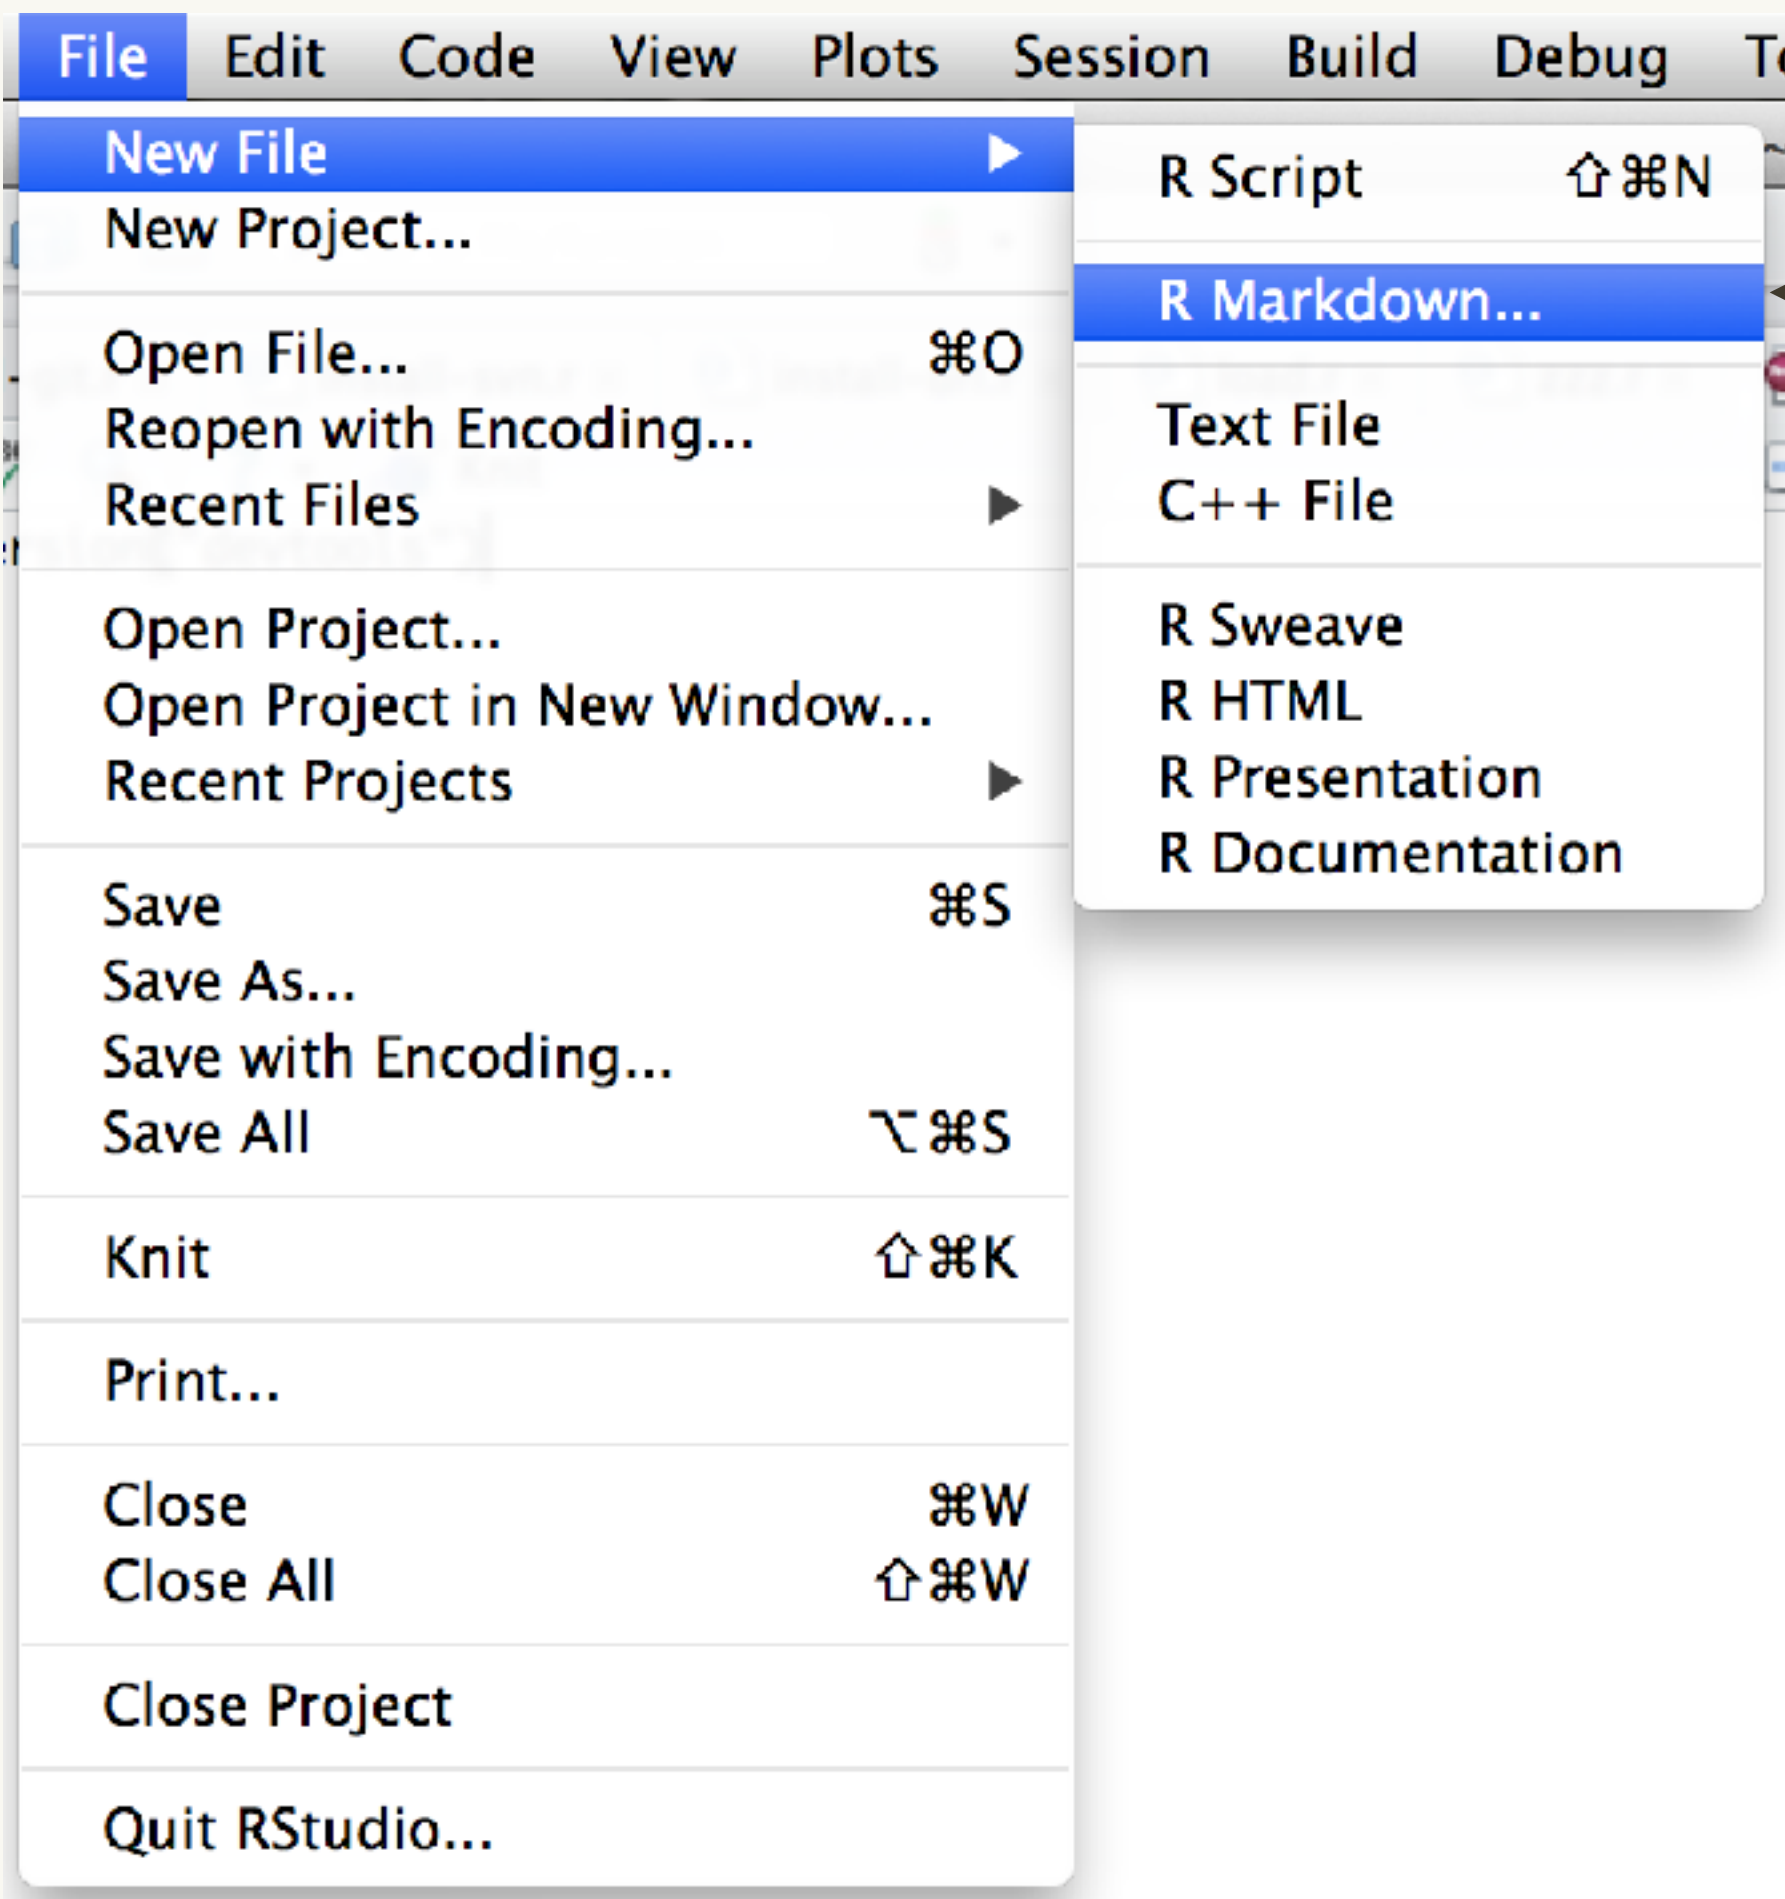 File Edit Code View Plots Session Build Debug
New File ▶
New Project...
Open File... ⌘O
Reopen with Encoding...
Recent Files ▶
Open Project...
Open Project in New Window...
Recent Projects ▶
Save ⌘S
Save As...
Save with Encoding...
Save All ⌥⌘S
Knit ⇧⌘K
Print...
Close ⌘W
Close All ⇧⌘W
Close Project
Quit RStudio...
R Script ⇧⌘N
R Markdown...
Text File
C++ File
R Sweave
R HTML
R Presentation
R Documentation